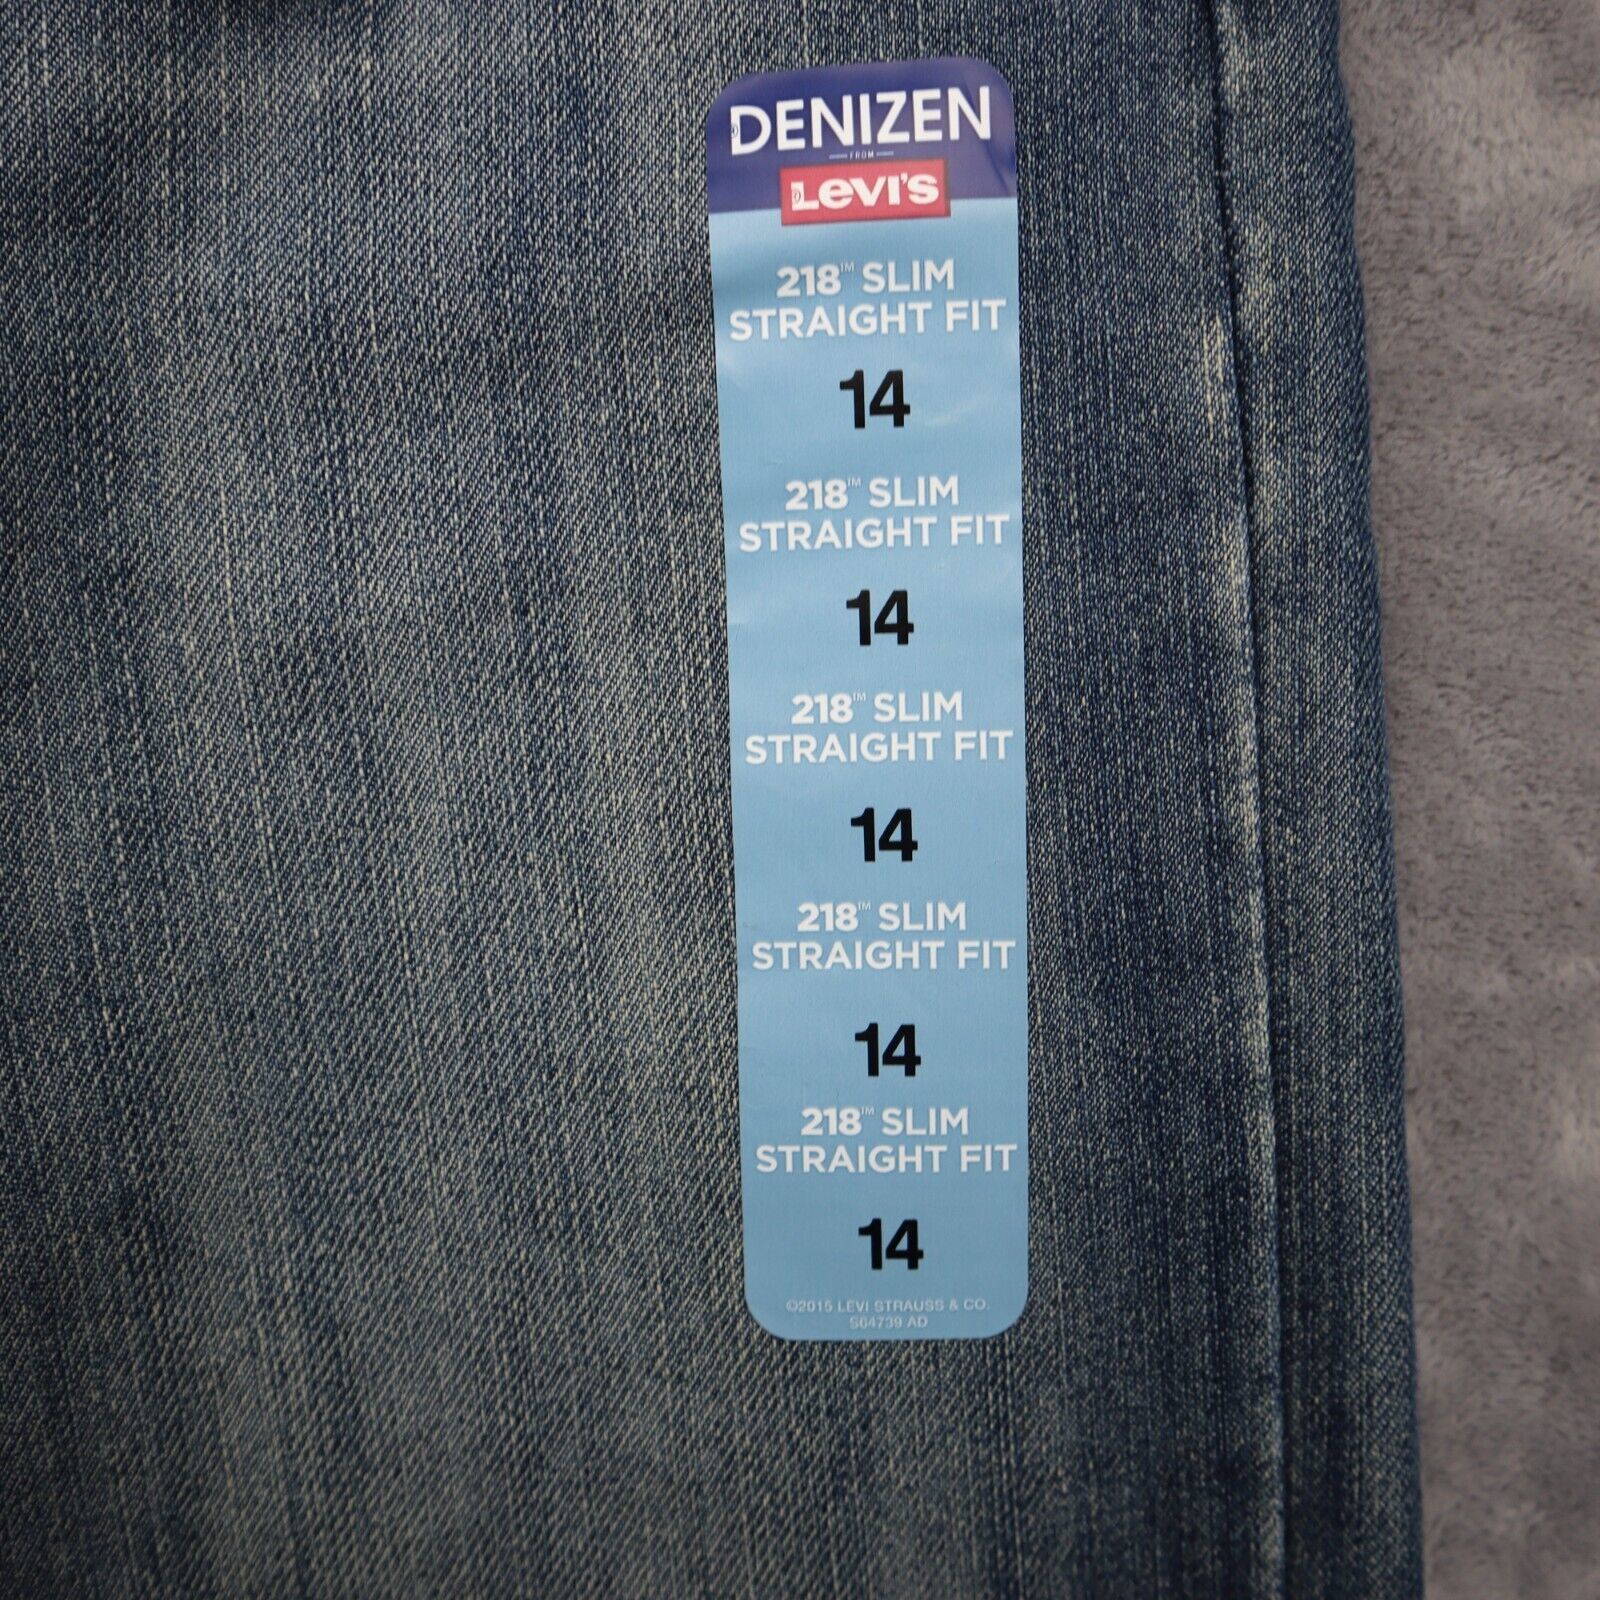 DENIZEN
FROM
Levi's
218™ SLIM
STRAIGHT FIT
14
218™ SLIM
STRAIGHT FIT
14
218™ SLIM
STRAIGHT FIT
14
218™ SLIM
STRAIGHT FIT
14
218™ SLIM
STRAIGHT FIT
14
©2015 LEVI STRAUSS & CO.
S64739 AD